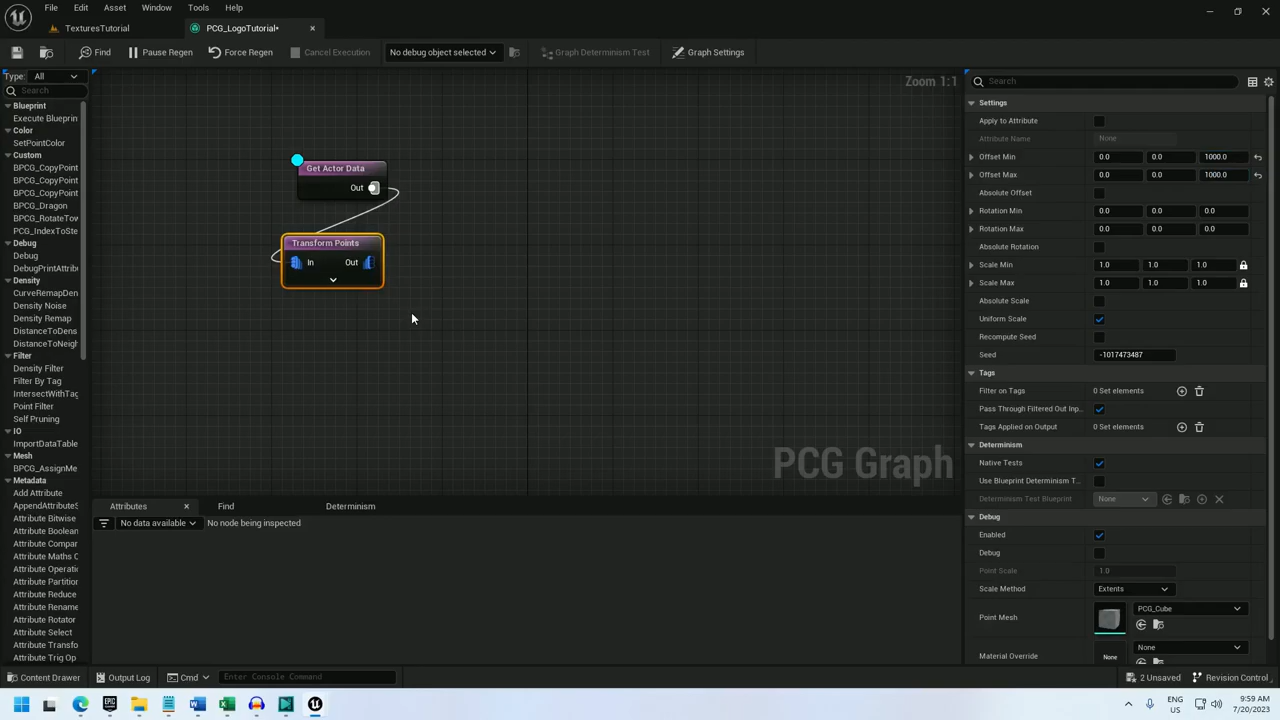 File Edit Asset Window Tools Help
TexturesTutorial
PCG_LogoTutorial*
Find
Pause Regen
Force Regen
Cancel Execution
No debug object selected
Graph Determinism Test
Graph Settings
Type: All
Search
Blueprint
Execute Blueprin
Color
SetPointColor
Custom
BPCG_CopyPoint
BPCG_CopyPoint
BPCG_CopyPoint
BPCG_Dragon
BPCG_RotateTow
PCG_IndexToSte
Debug
Debug
DebugPrintAttrib
Density
CurveRemapDen
Density Noise
Density Remap
DistanceToDens
DistanceToNeigh
Filter
Density Filter
Filter By Tag
IntersectWithTag
Point Filter
Self Pruning
IO
ImportDataTable
Mesh
BPCG_AssignMe
Metadata
Add Attribute
AppendAttributeS
Attribute Bitwise
Attribute Boolean
Attribute Compar
Attribute Maths O
Attribute Operatio
Attribute Partition
Attribute Reduce
Attribute Rename
Attribute Rotator
Attribute Select
Attribute Transfo
Attribute Trig Op
Zoom 1:1
Get Actor Data
Out
Transform Points
In Out
PCG Graph
Attributes
Find
Determinism
No data available
No node being inspected
Search
Settings
Apply to Attribute
Attribute Name None
Offset Min 0.0 0.0 1000.0
Offset Max 0.0 0.0 1000.0
Absolute Offset
Rotation Min 0.0 0.0 0.0
Rotation Max 0.0 0.0 0.0
Absolute Rotation
Scale Min 1.0 1.0 1.0
Scale Max 1.0 1.0 1.0
Absolute Scale
Uniform Scale
Recompute Seed
Seed -1017473487
Tags
Filter on Tags 0 Set elements
Pass Through Filtered Out Inp...
Tags Applied on Output 0 Set elements
Determinism
Native Tests
Use Blueprint Determinism T...
Determinism Test Blueprint None
Debug
Enabled
Debug
Point Scale 1.0
Scale Method Extents
Point Mesh PCG_Cube
Material Override None None
Content Drawer
Output Log
Cmd
Enter Console Command
2 Unsaved
Revision Control
ENG
US
9:59 AM
7/20/2023